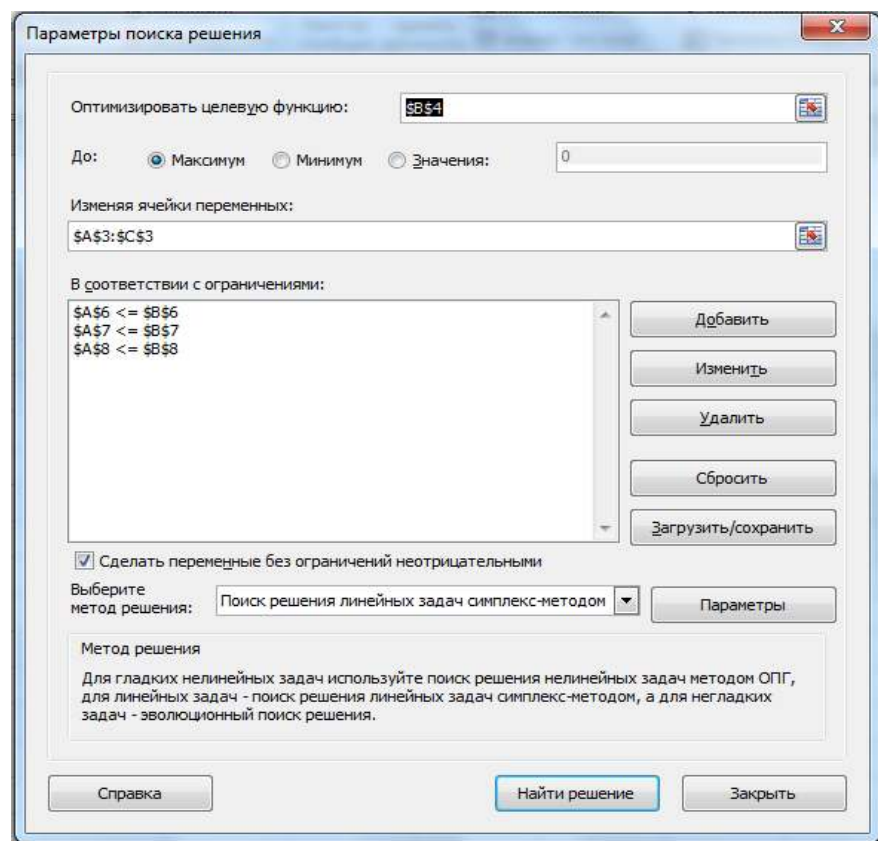 Параметры поиска решения
Оптимизировать целевую функцию:
$B$4
До:
Максимум
Минимум
Значения:
0
Изменяя ячейки переменных:
$A$3:$C$3
В соответствии с ограничениями:
$A$6 <= $B$6
$A$7 <= $B$7
$A$8 <= $B$8
Добавить
Изменить
Удалить
Сбросить
Загрузить/сохранить
Сделать переменные без ограничений неотрицательными
Выберите
метод решения:
Поиск решения линейных задач симплекс-методом
Параметры
Метод решения
Для гладких нелинейных задач используйте поиск решения нелинейных задач методом ОПГ,
для линейных задач - поиск решения линейных задач симплекс-методом, а для негладких
задач - эволюционный поиск решения.
Справка
Найти решение
Закрыть